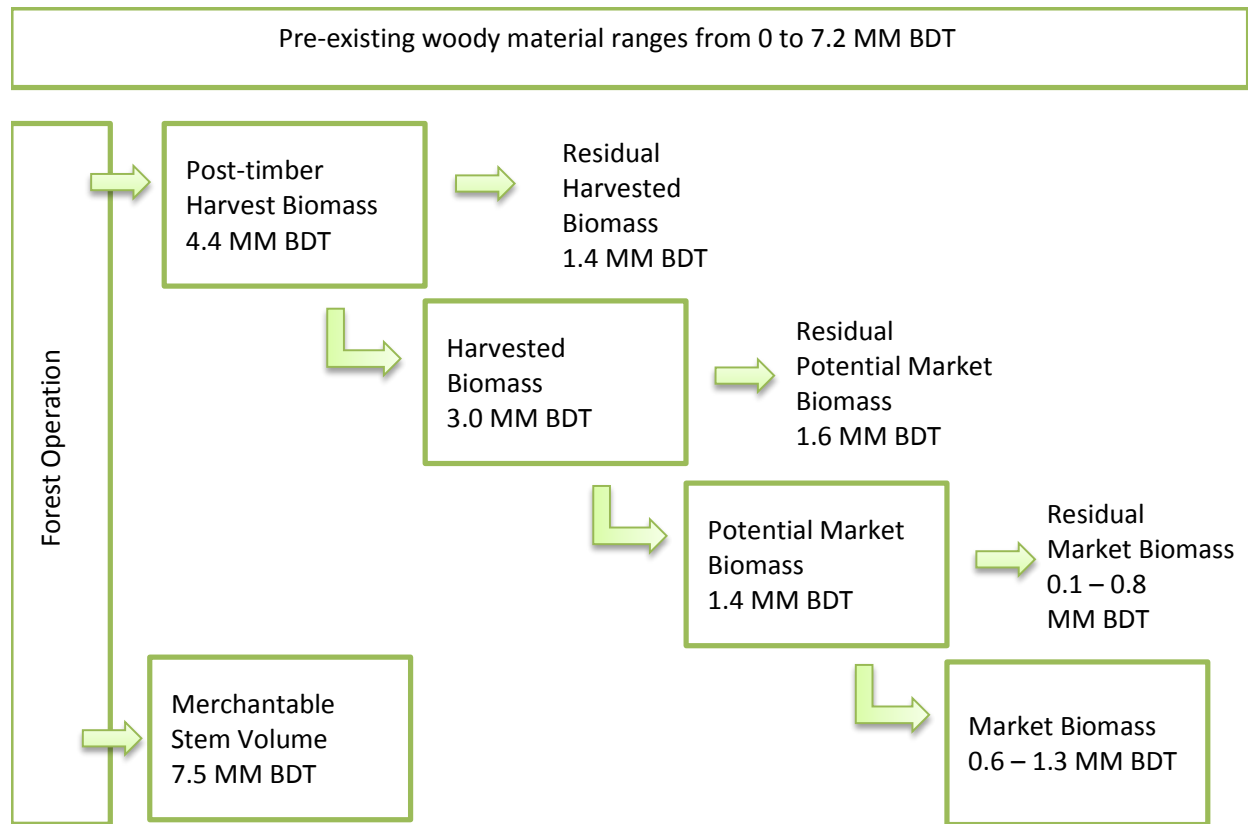 Pre-existing woody material ranges from 0 to 7.2 MM BDT
Forest Operation
Post-timber
Harvest Biomass
4.4 MM BDT
Residual
Harvested
Biomass
1.4 MM BDT
Harvested
Biomass
3.0 MM BDT
Residual
Potential Market
Biomass
1.6 MM BDT
Potential Market
Biomass
1.4 MM BDT
Residual
Market Biomass
0.1 – 0.8
MM BDT
Merchantable
Stem Volume
7.5 MM BDT
Market Biomass
0.6 – 1.3 MM BDT